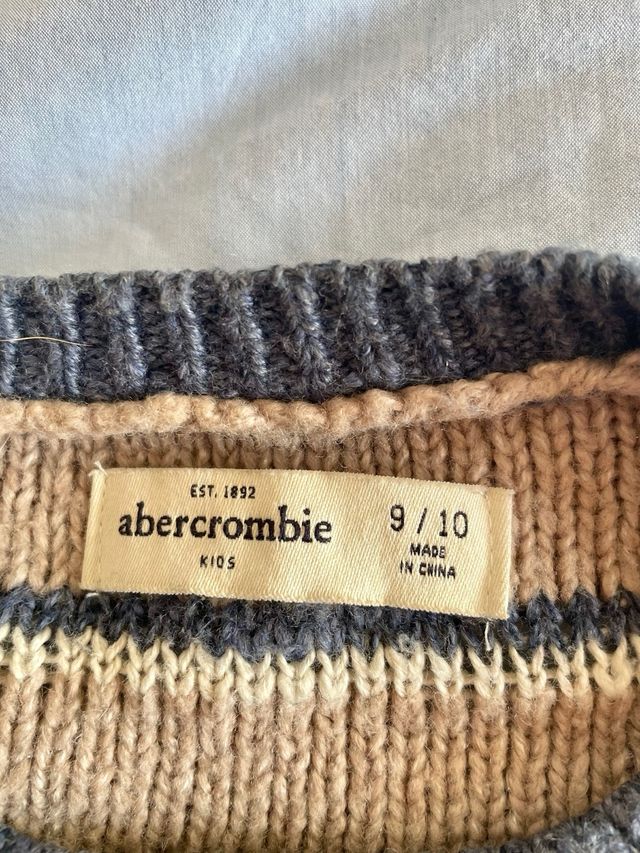 EST. 1892
abercrombie
KIDS
9 / 10
MADE
IN CHINA